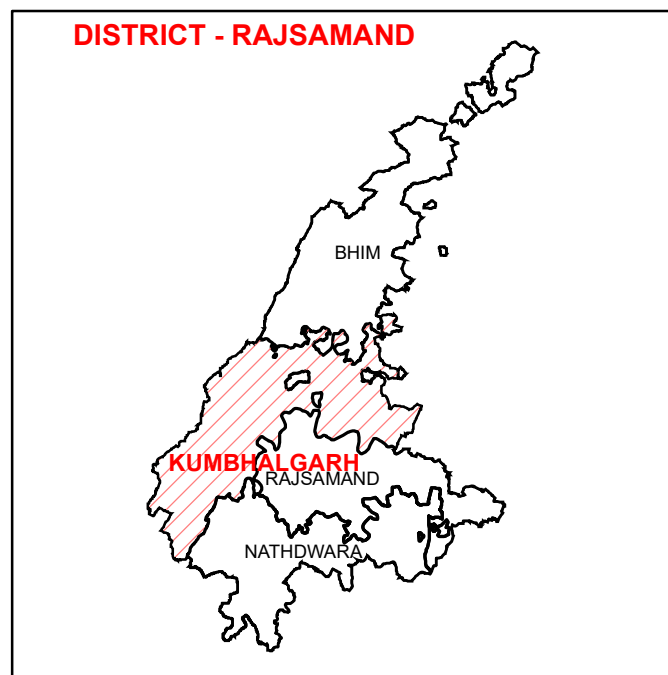 DISTRICT - RAJSAMAND
BHIM
KUMBHALGARH
RAJSAMAND
NATHDWARA